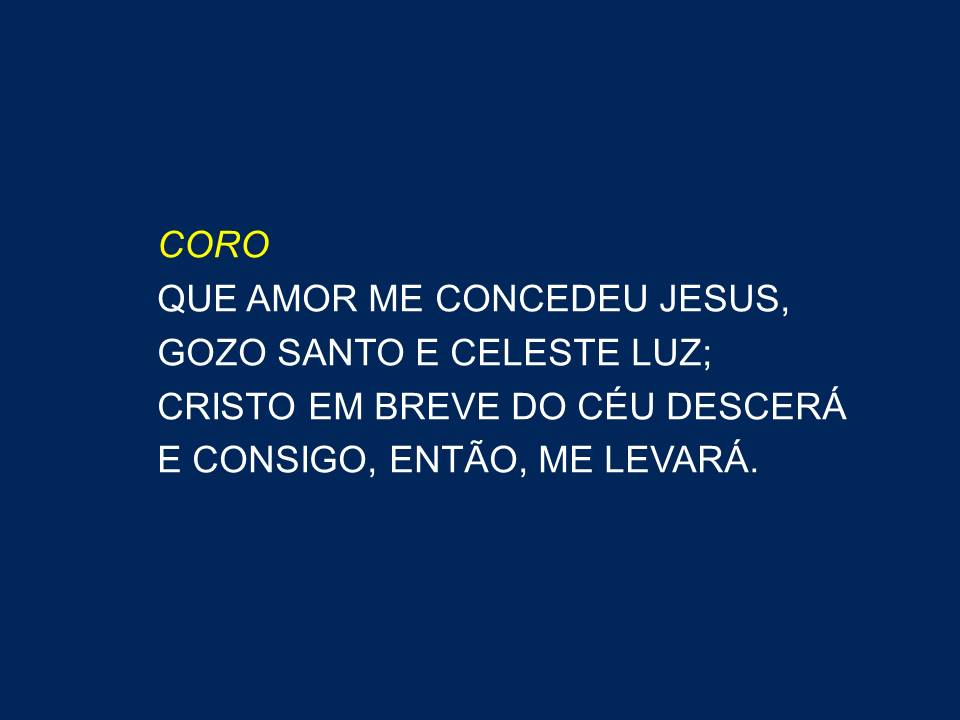 CORO
QUE AMOR ME CONCEDEU JESUS,
GOZO SANTO E CELESTE LUZ;
CRISTO EM BREVE DO CÉU DESCERÁ
E CONSIGO, ENTÃO, ME LEVARÁ.